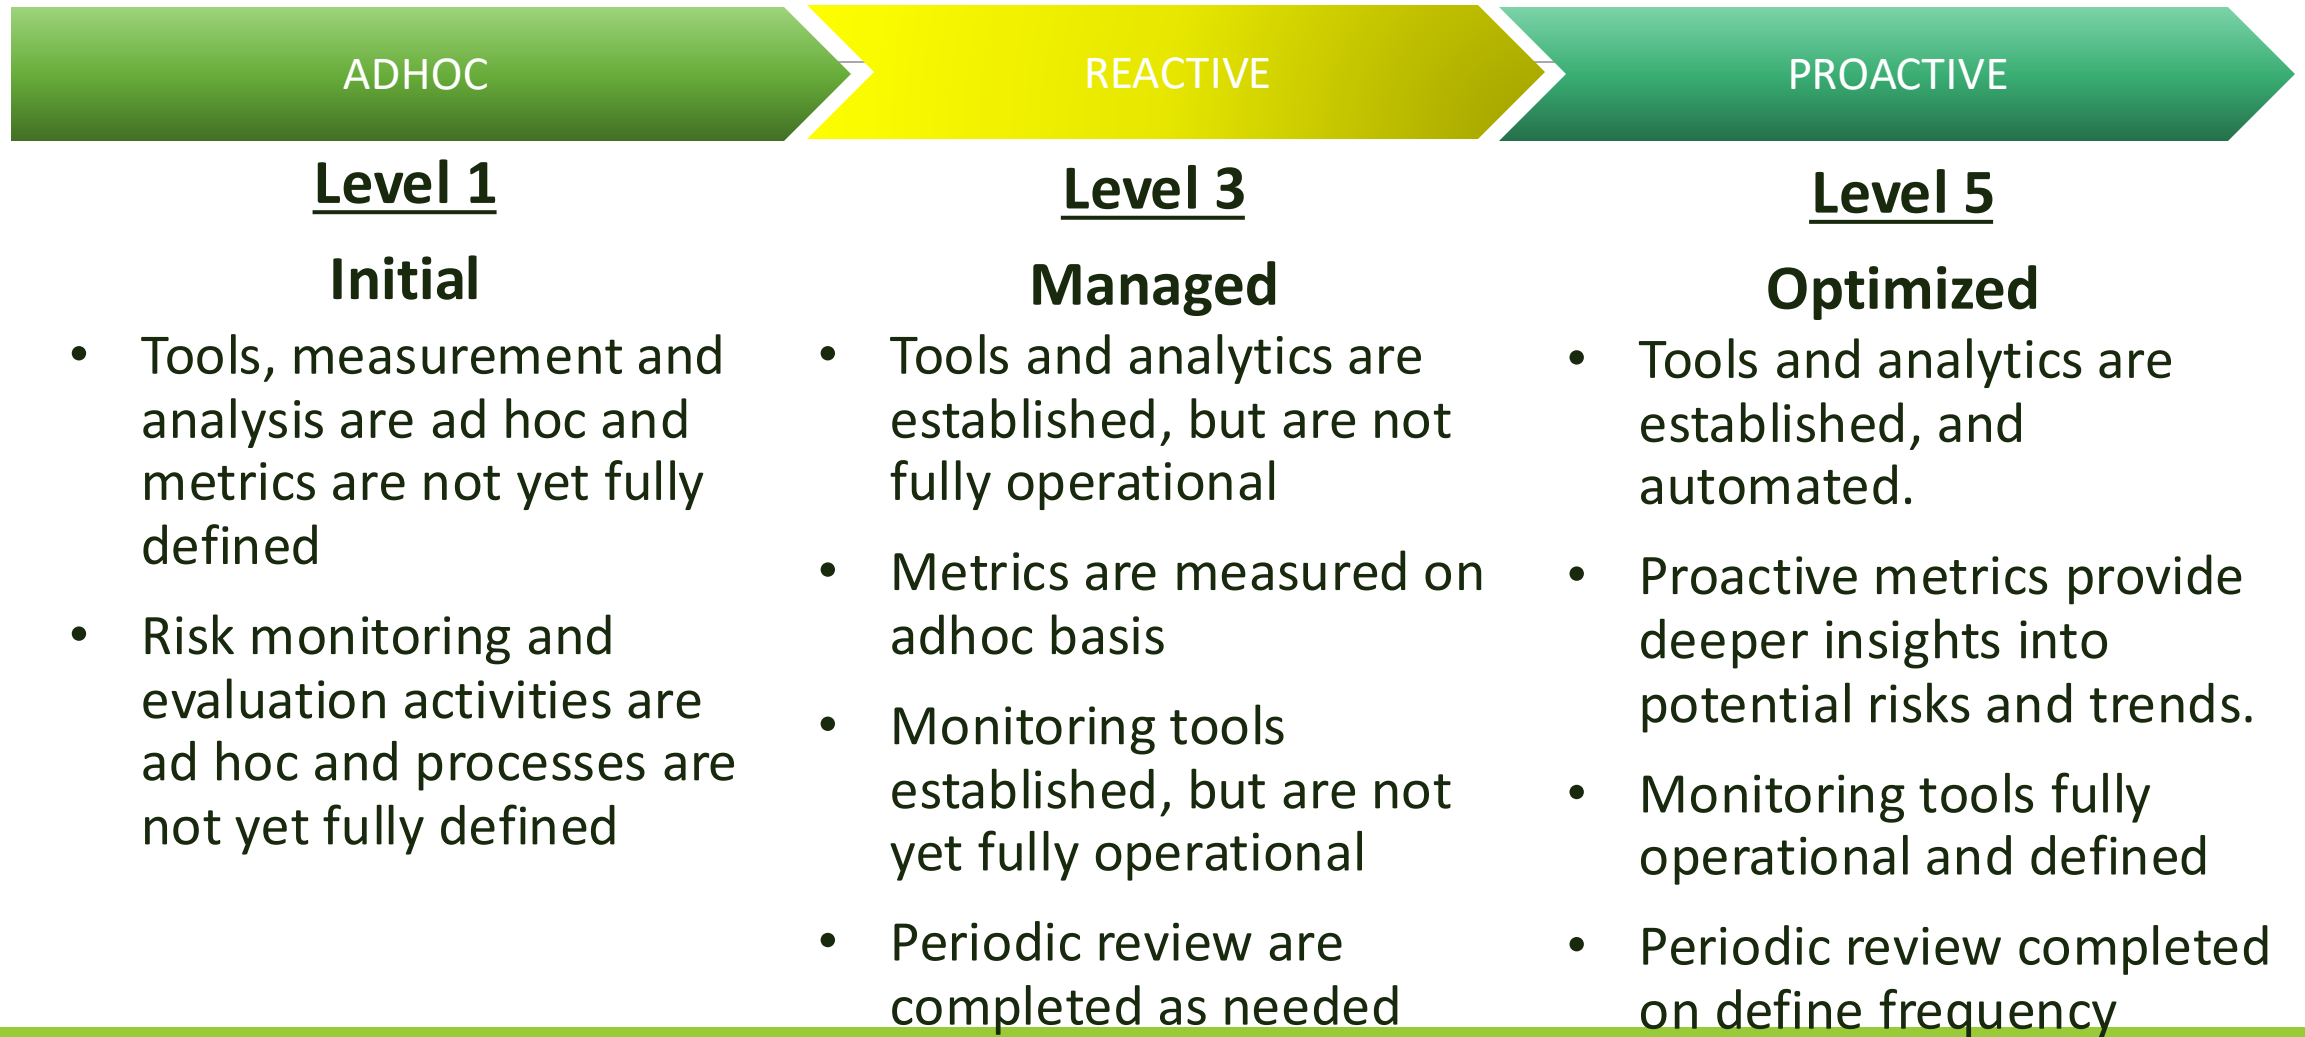 ADHOC
REACTIVE
PROACTIVE
Level 1
Initial
• Tools, measurement and
analysis are ad hoc and
metrics are not yet fully
defined
• Risk monitoring and
evaluation activities are
ad hoc and processes are
not yet fully defined
Level 3
Managed
• Tools and analytics are
established, but are not
fully operational
• Metrics are measured on
adhoc basis
• Monitoring tools
established, but are not
yet fully operational
• Periodic review are
completed as needed
Level 5
Optimized
• Tools and analytics are
established, and
automated.
• Proactive metrics provide
deeper insights into
potential risks and trends.
• Monitoring tools fully
operational and defined
• Periodic review completed
on define frequency